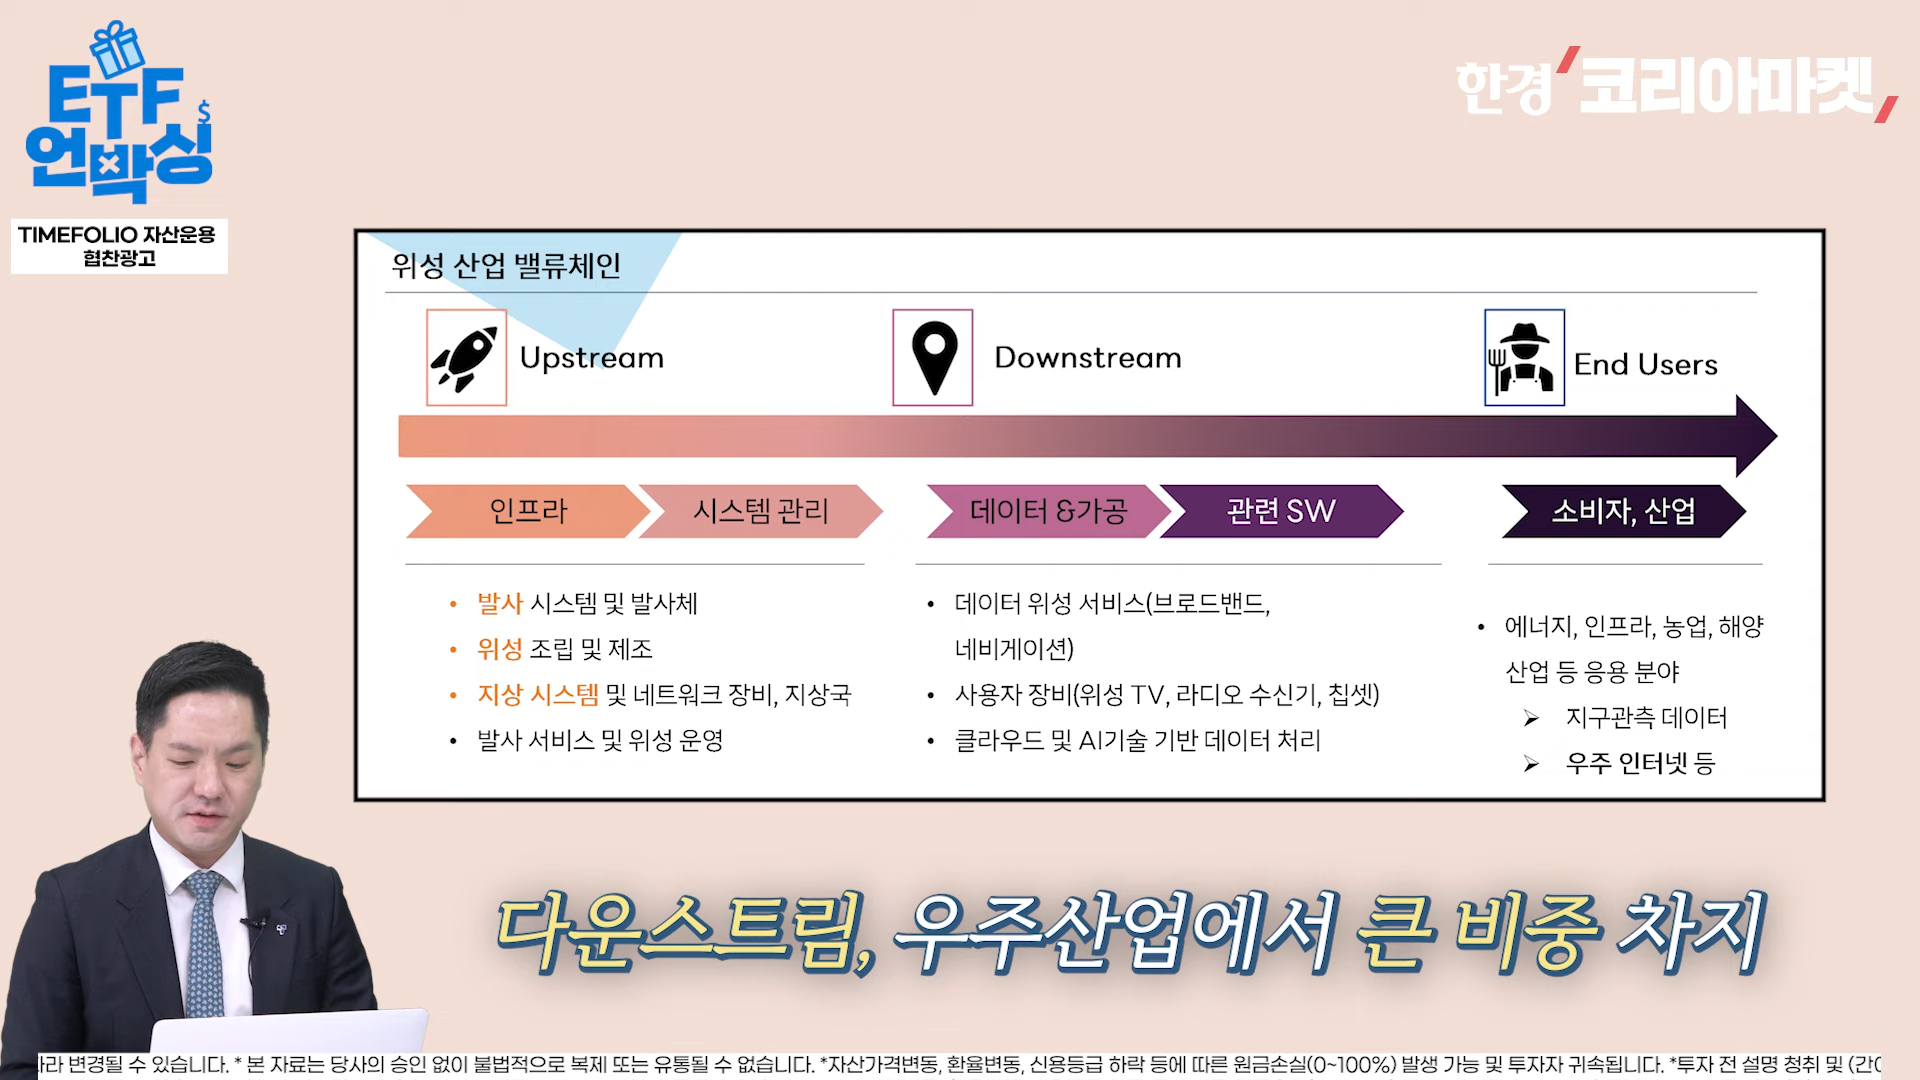 ETF
언박싱
$
TIMEFOLIO 자산운용
협찬광고
한경 코리아마켓
위성 산업 밸류체인
Upstream
Downstream
End Users
인프라
시스템 관리
데이터 &가공
관련 SW
소비자, 산업
• 발사 시스템 및 발사체
• 위성 조립 및 제조
• 지상 시스템 및 네트워크 장비, 지상국
• 발사 서비스 및 위성 운영
• 데이터 위성 서비스(브로드밴드,
네비게이션)
• 사용자 장비(위성 TV, 라디오 수신기, 칩셋)
• 클라우드 및 AI기술 기반 데이터 처리
• 에너지, 인프라, 농업, 해양
산업 등 응용 분야
➢ 지구관측 데이터
➢ 우주 인터넷 등
다운스트림, 우주산업에서 큰 비중 차지
변경될 수 있습니다. * 본 자료는 당사의 승인 없이 불법적으로 복제 또는 유통될 수 없습니다. *자산가격변동, 환율변동, 신용등급 하락 등에 따른 원금손실(0~100%) 발생 가능 및 투자자 귀속됩니다. *투자 전 설명 청취 및